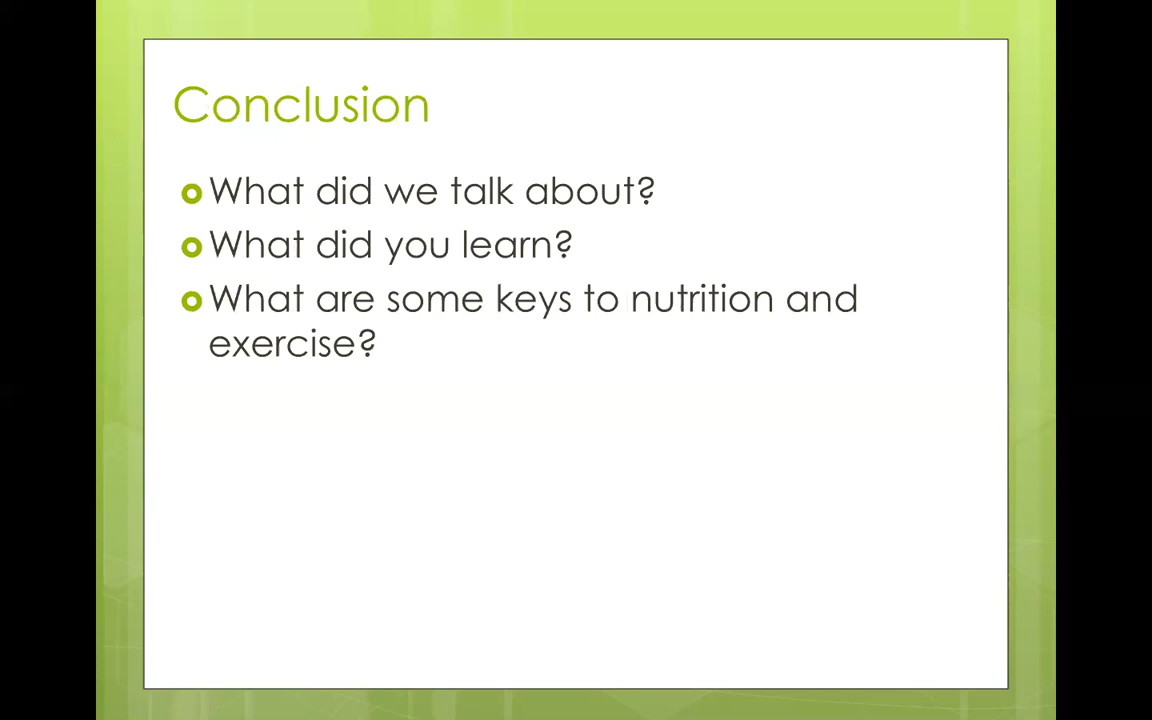 Conclusion
What did we talk about?
What did you learn?
What are some keys to nutrition and
exercise?